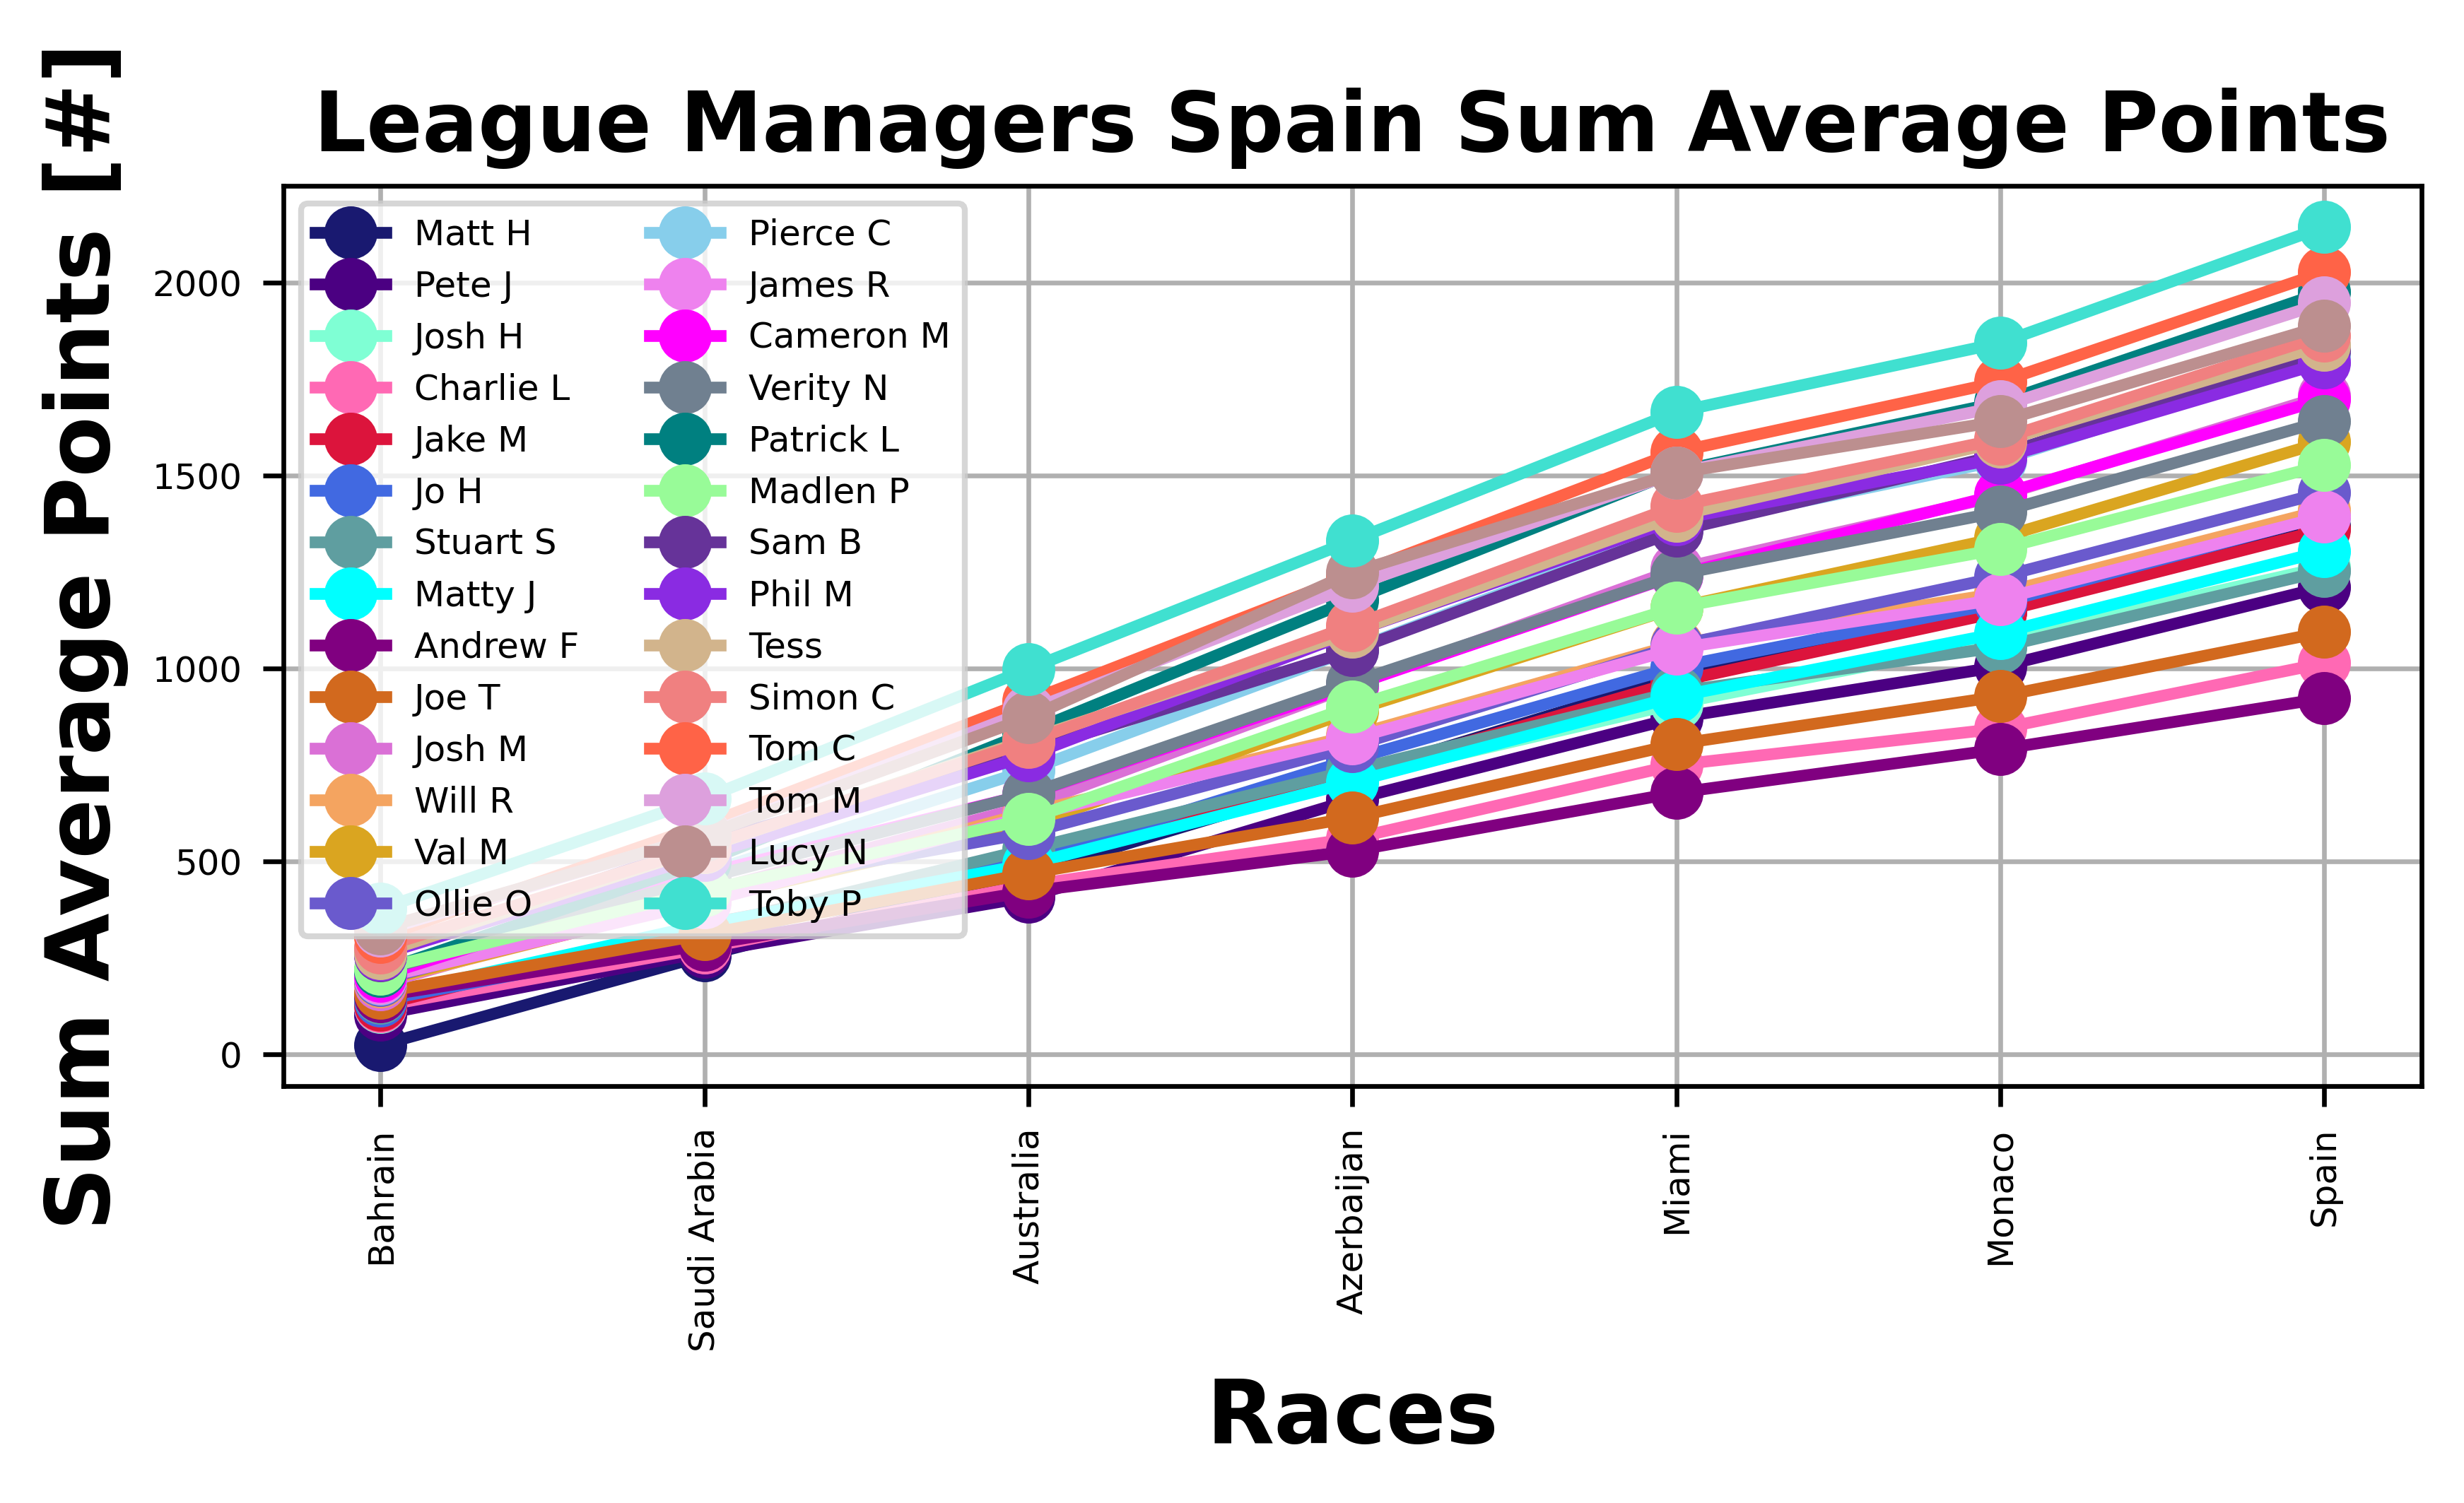 League Managers Spain Sum Average Points
Sum Average Points [#]
2000
1500
1000
500
0
Matt H
Pete J
Josh H
Charlie L
Jake M
Jo H
Stuart S
Matty J
Andrew F
Joe T
Josh M
Will R
Val M
Ollie O
Pierce C
James R
Cameron M
Verity N
Patrick L
Madlen P
Sam B
Phil M
Tess
Simon C
Tom C
Tom M
Lucy N
Toby P
Bahrain
Saudi Arabia
Australia
Azerbaijan
Miami
Monaco
Spain
Races